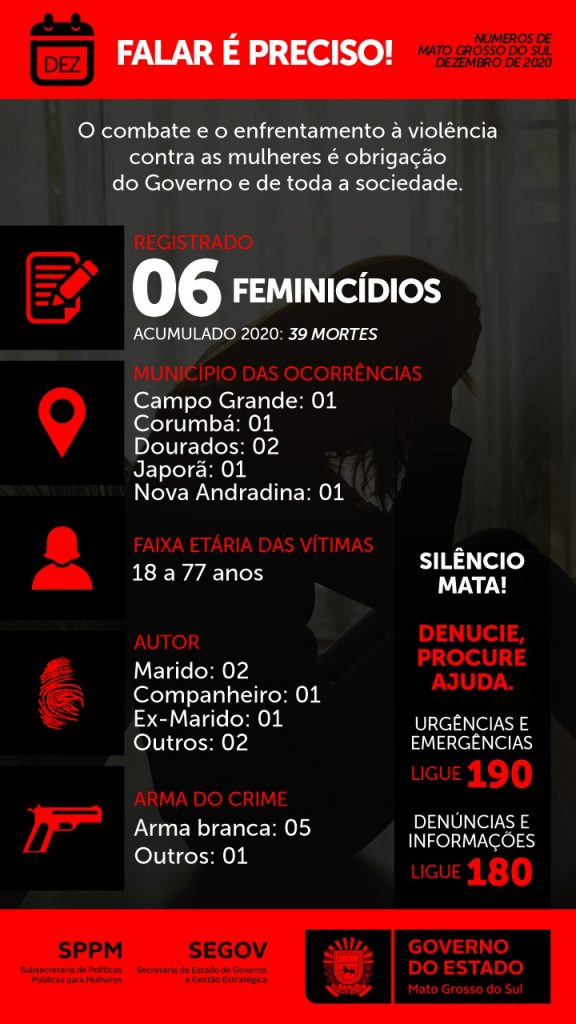 DEZ
FALAR É PRECISO!
NÚMEROS DE
MATO GROSSO DO SUL
DEZEMBRO DE 2020
O combate e o enfrentamento à violência
contra as mulheres é obrigação
do Governo e de toda a sociedade.
REGISTRADO
06 FEMINICÍDIOS
ACUMULADO 2020: 39 MORTES
MUNICÍPIO DAS OCORRÊNCIAS
Campo Grande: 01
Corumbá: 01
Dourados: 02
Japorã: 01
Nova Andradina: 01
FAIXA ETÁRIA DAS VÍTIMAS
18 a 77 anos
AUTOR
Marido: 02
Companheiro: 01
Ex-Marido: 01
Outros: 02
ARMA DO CRIME
Arma branca: 05
Outros: 01
SILÊNCIO
MATA!
DENUCIE,
PROCURE
AJUDA.
URGÊNCIAS E
EMERGÊNCIAS
LIGUE 190
DENÚNCIAS E
INFORMAÇÕES
LIGUE 180
SPPM
Subsecretaria de Políticas
Públicas para Mulheres
SEGOV
Secretaria de Estado de Governo
e Gestão Estratégica
GOVERNO
DO ESTADO
Mato Grosso do Sul